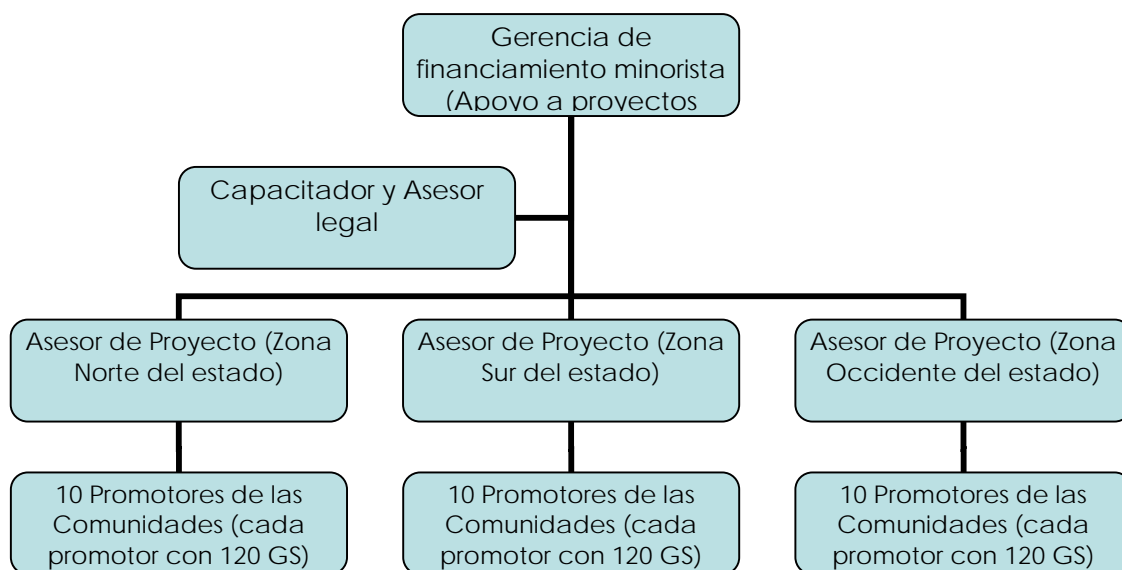 Gerencia de
financiamiento minorista
(Apoyo a proyectos
Capacitador y Asesor
legal
Asesor de Proyecto (Zona
Norte del estado)
Asesor de Proyecto (Zona
Sur del estado)
Asesor de Proyecto (Zona
Occidente del estado)
10 Promotores de las
Comunidades (cada
promotor con 120 GS)
10 Promotores de las
Comunidades (cada
promotor con 120 GS)
10 Promotores de las
Comunidades (cada
promotor con 120 GS)